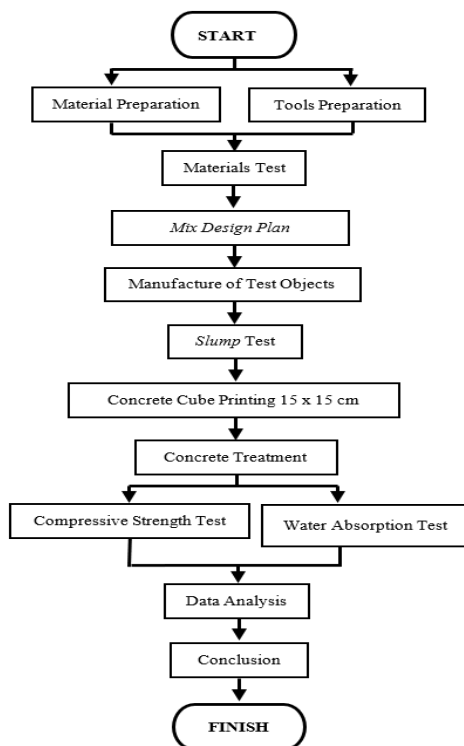 START
Material Preparation
Tools Preparation
Materials Test
Mix Design Plan
Manufacture of Test Objects
Slump Test
Concrete Cube Printing 15 x 15 cm
Concrete Treatment
Compressive Strength Test
Water Absorption Test
Data Analysis
Conclusion
FINISH